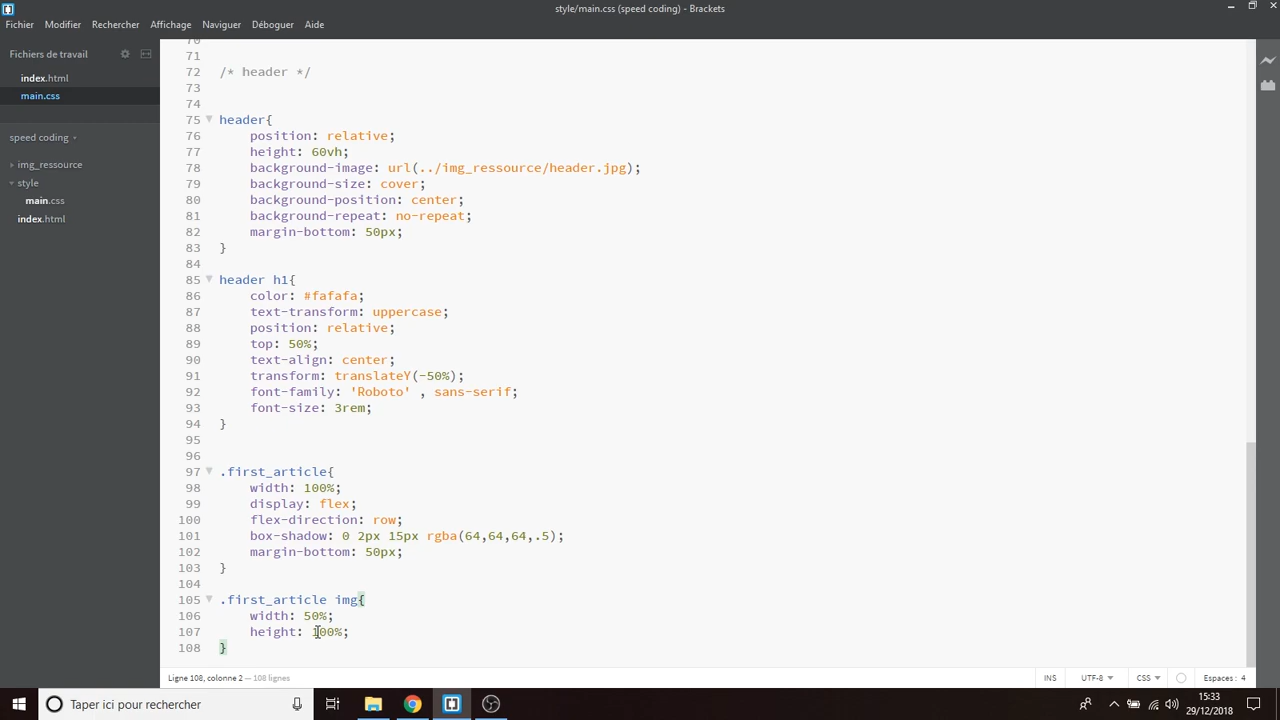 style/main.css (speed coding) - Brackets
Fichier Modifier Rechercher Affichage Naviguer Déboguer Aide
Fichiers de travail
index.html
main.css
speed coding
img_ressource
style
main.css
index.html
70
71
72 /* header */
73
74
75 header{
76 position: relative;
77 height: 60vh;
78 background-image: url(../img_ressource/header.jpg);
79 background-size: cover;
80 background-position: center;
81 background-repeat: no-repeat;
82 margin-bottom: 50px;
83 }
84
85 header h1{
86 color: #fafafa;
87 text-transform: uppercase;
88 position: relative;
89 top: 50%;
90 text-align: center;
91 transform: translateY(-50%);
92 font-family: 'Roboto' , sans-serif;
93 font-size: 3rem;
94 }
95
96
97 .first_article{
98 width: 100%;
99 display: flex;
100 flex-direction: row;
101 box-shadow: 0 2px 15px rgba(64,64,64,.5);
102 margin-bottom: 50px;
103 }
104
105 .first_article img{
106 width: 50%;
107 height: 100%;
108 }
Ligne 108, colonne 2 — 108 lignes
INS UTF-8 CSS Espaces : 4
Taper ici pour rechercher
15:33
29/12/2018